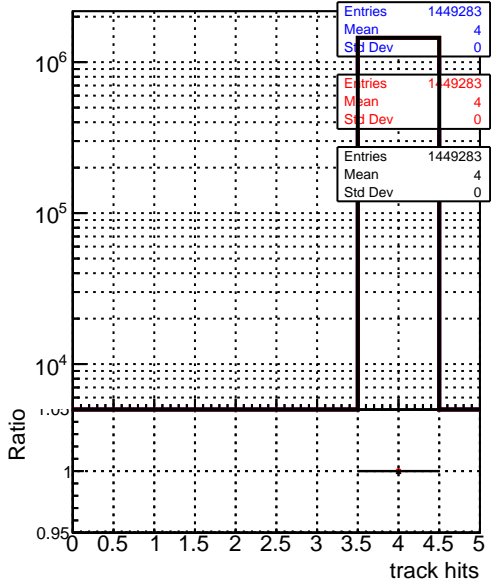 Entries 1449283
Mean 4
Std Dev 0
10^6
Entries 1449283
Mean 4
Std Dev 0
Entries 1449283
Mean 4
Std Dev 0
10^5
10^4
1.05
Ratio
1
0.95
0 0.5 1 1.5 2 2.5 3 3.5 4 4.5 5
track hits